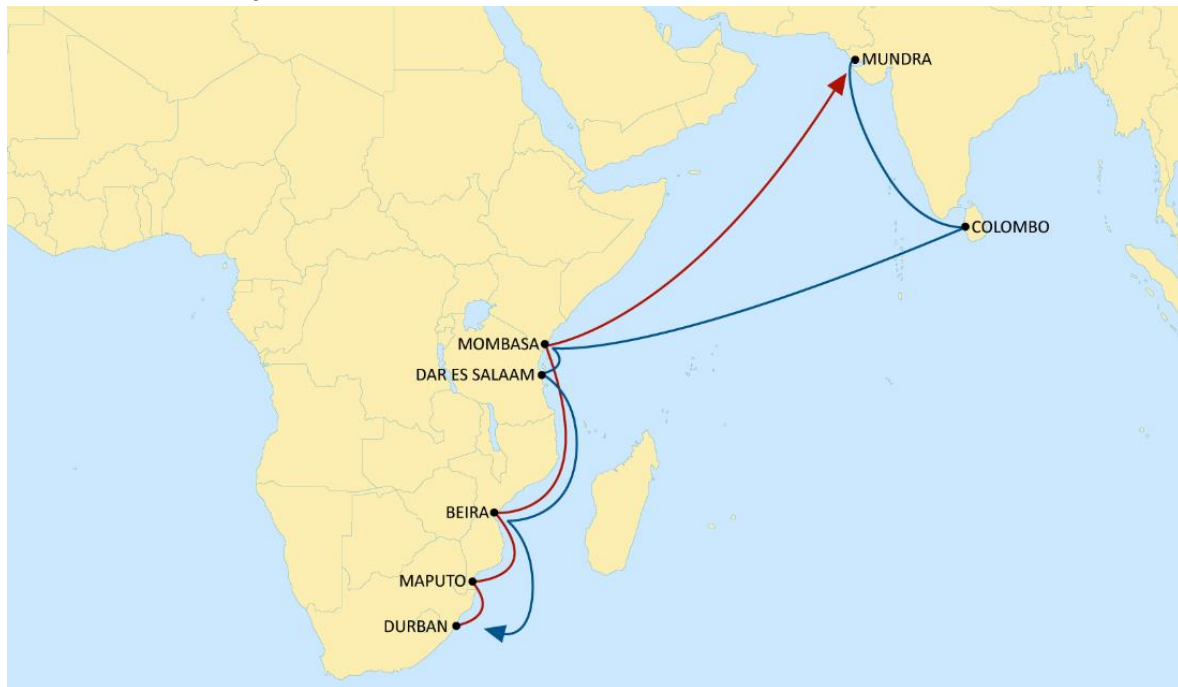 MUNDRA
COLOMBO
MOMBASA
DAR ES SALAAM
BEIRA
MAPUTO
DURBAN